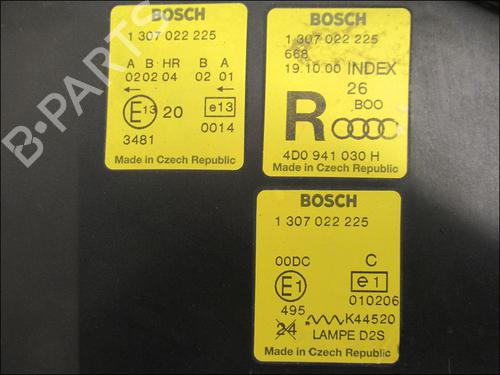 BOSCH
1 307 022 225
A B HR B A
02 02 04 02 01
E13 20 e13
0014
3481
Made in Czech Republic
BOSCH
1 307 022 225
668
19.10.00 INDEX
26
R BOO
4D0 941 030 H
Made in Czech Republic
BOSCH
1 307 022 225
00DC C
E1 e1
010206
495
24 K44520
LAMPE D2S
Made in Czech Republic
B-PARTS